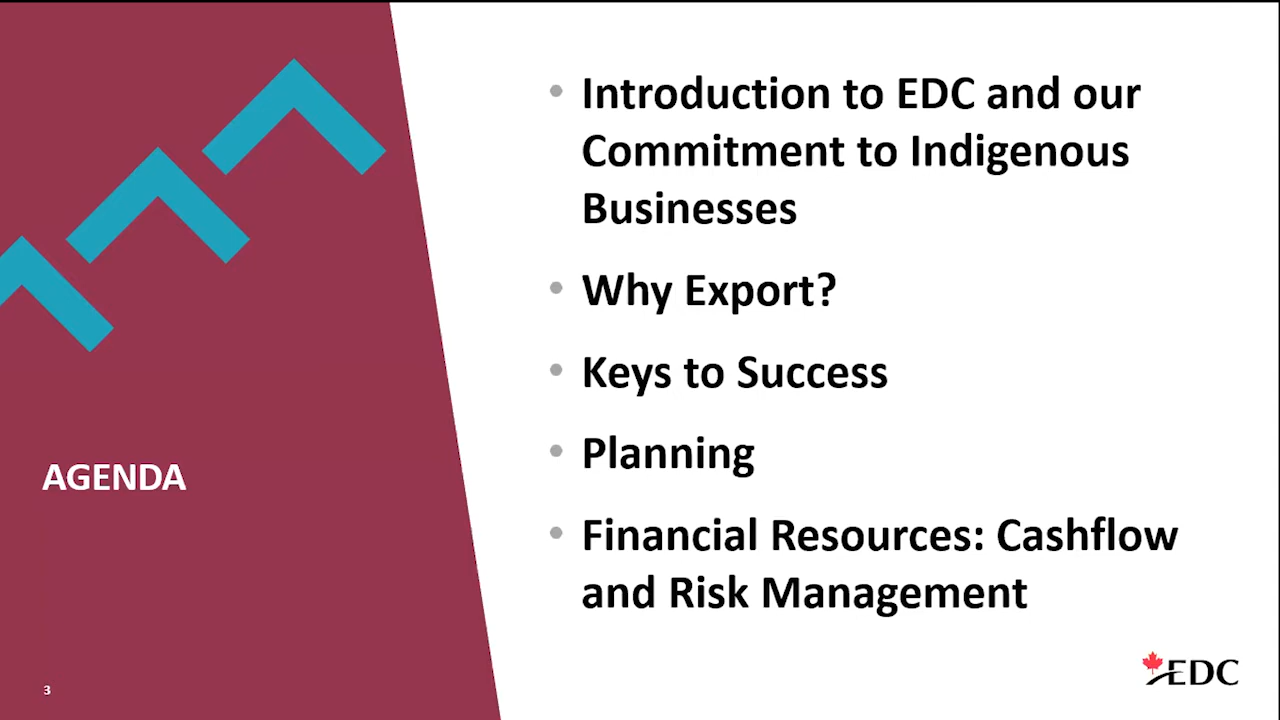 AGENDA
• Introduction to EDC and our
Commitment to Indigenous
Businesses
• Why Export?
• Keys to Success
• Planning
• Financial Resources: Cashflow
and Risk Management
3
EDC